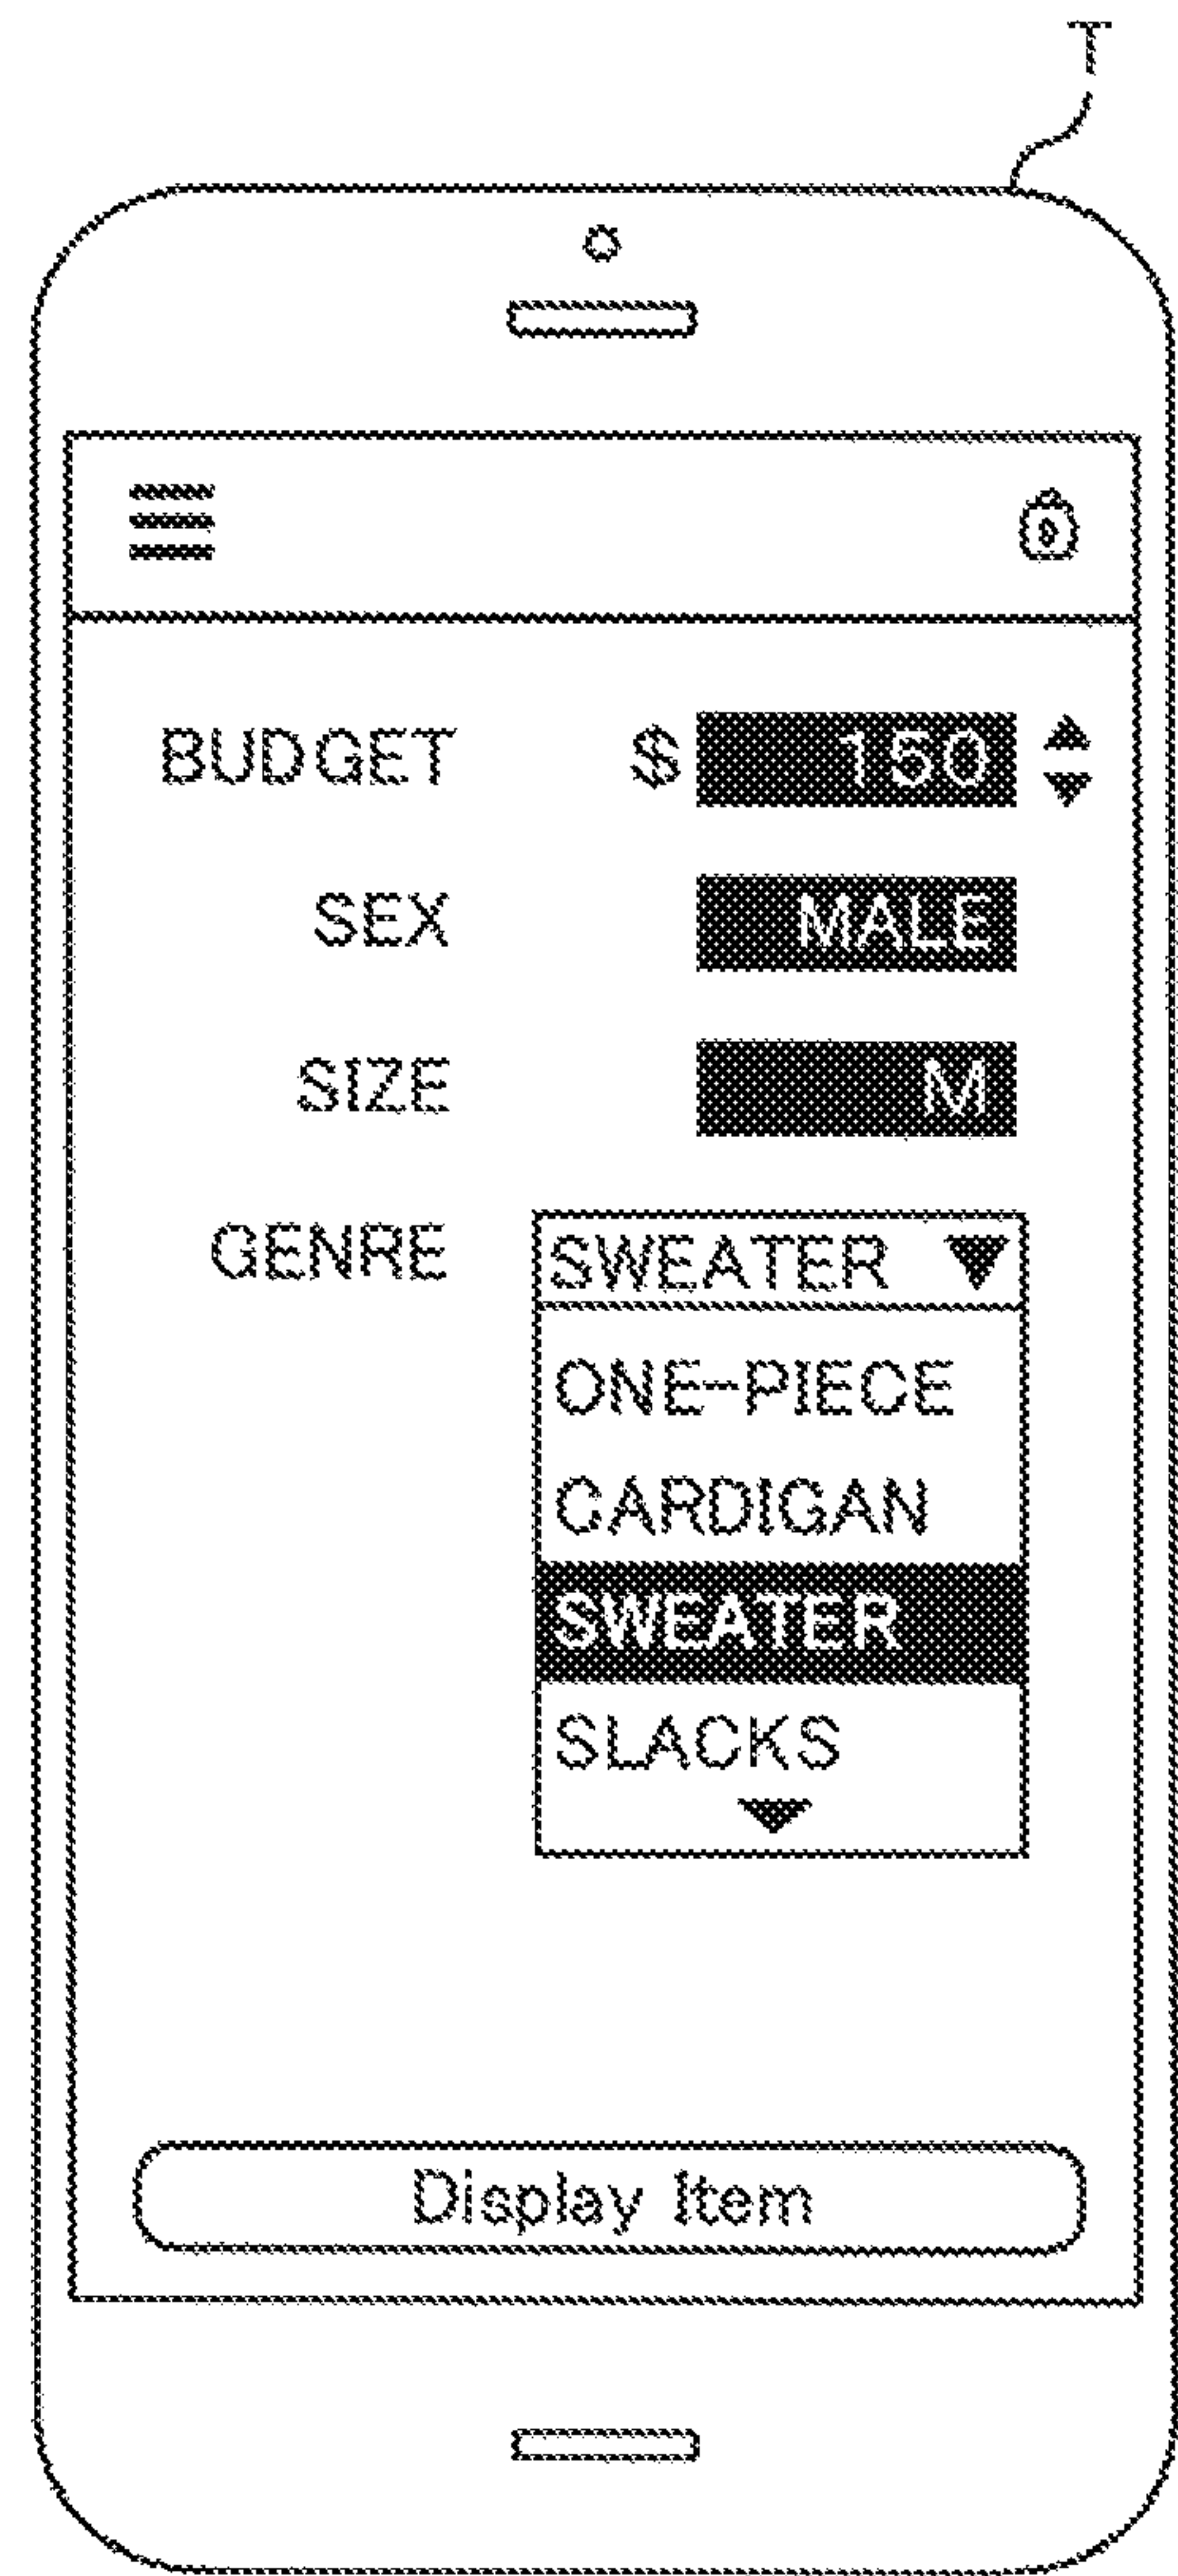 T
BUDGET $ 150
SEX MALE
SIZE M
GENRE SWEATER
ONE-PIECE
CARDIGAN
SWEATER
SLACKS
Display Item